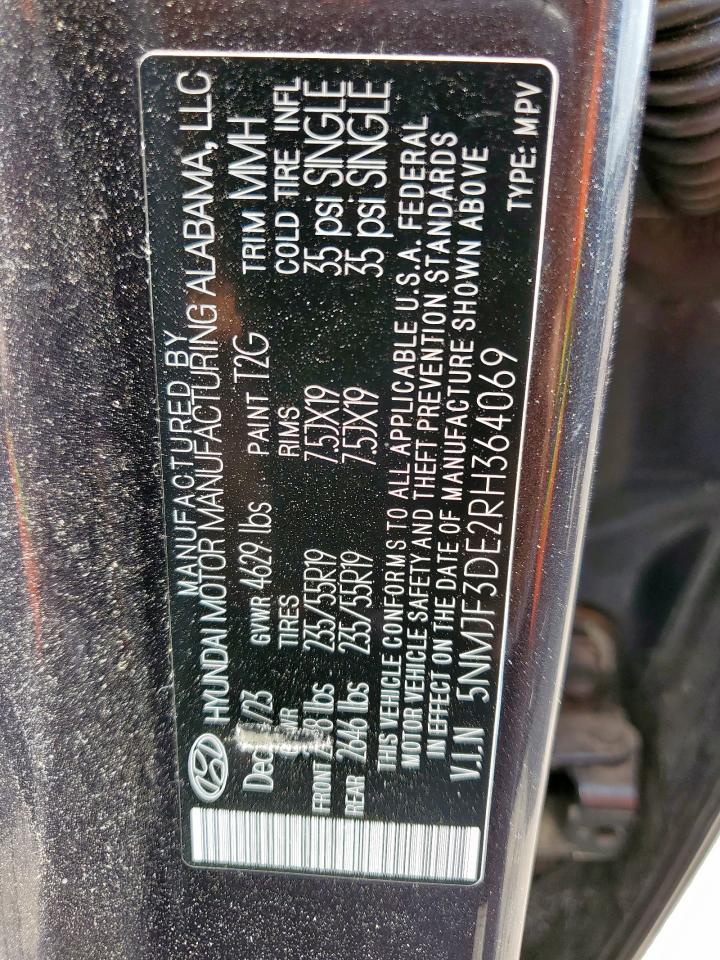 MANUFACTURED BY
HYUNDAI MOTOR MANUFACTURING ALABAMA, LLC
GVWR 4629 lbs PAINT T2G TRIM MMH
TIRES RIMS COLD TIRE INFL
FRONT lbs 235/55R19 7.5JX19 35 psi SINGLE
REAR 2646 lbs 235/55R19 7.5JX19 35 psi SINGLE
THIS VEHICLE CONFORMS TO ALL APPLICABLE U.S.A. FEDERAL
MOTOR VEHICLE SAFETY AND THEFT PREVENTION STANDARDS
IN EFFECT ON THE DATE OF MANUFACTURE SHOWN ABOVE
V.I.N 5NMJF3DE2RH364069
TYPE: MPV